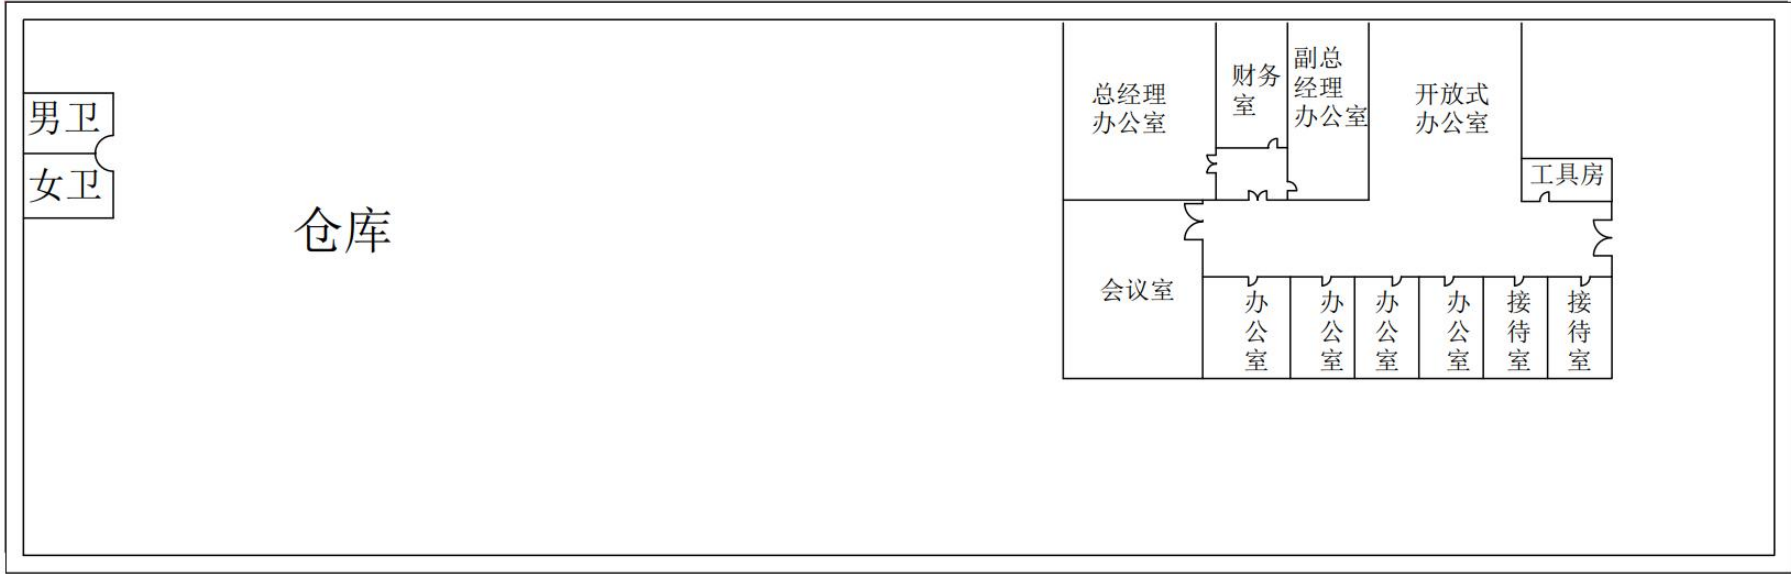 男卫
女卫
仓库
总经理
办公室
财务
室
副总
经理
办公室
开放式
办公室
工具房
会议室
办公室
办公室
办公室
办公室
接待室
接待室